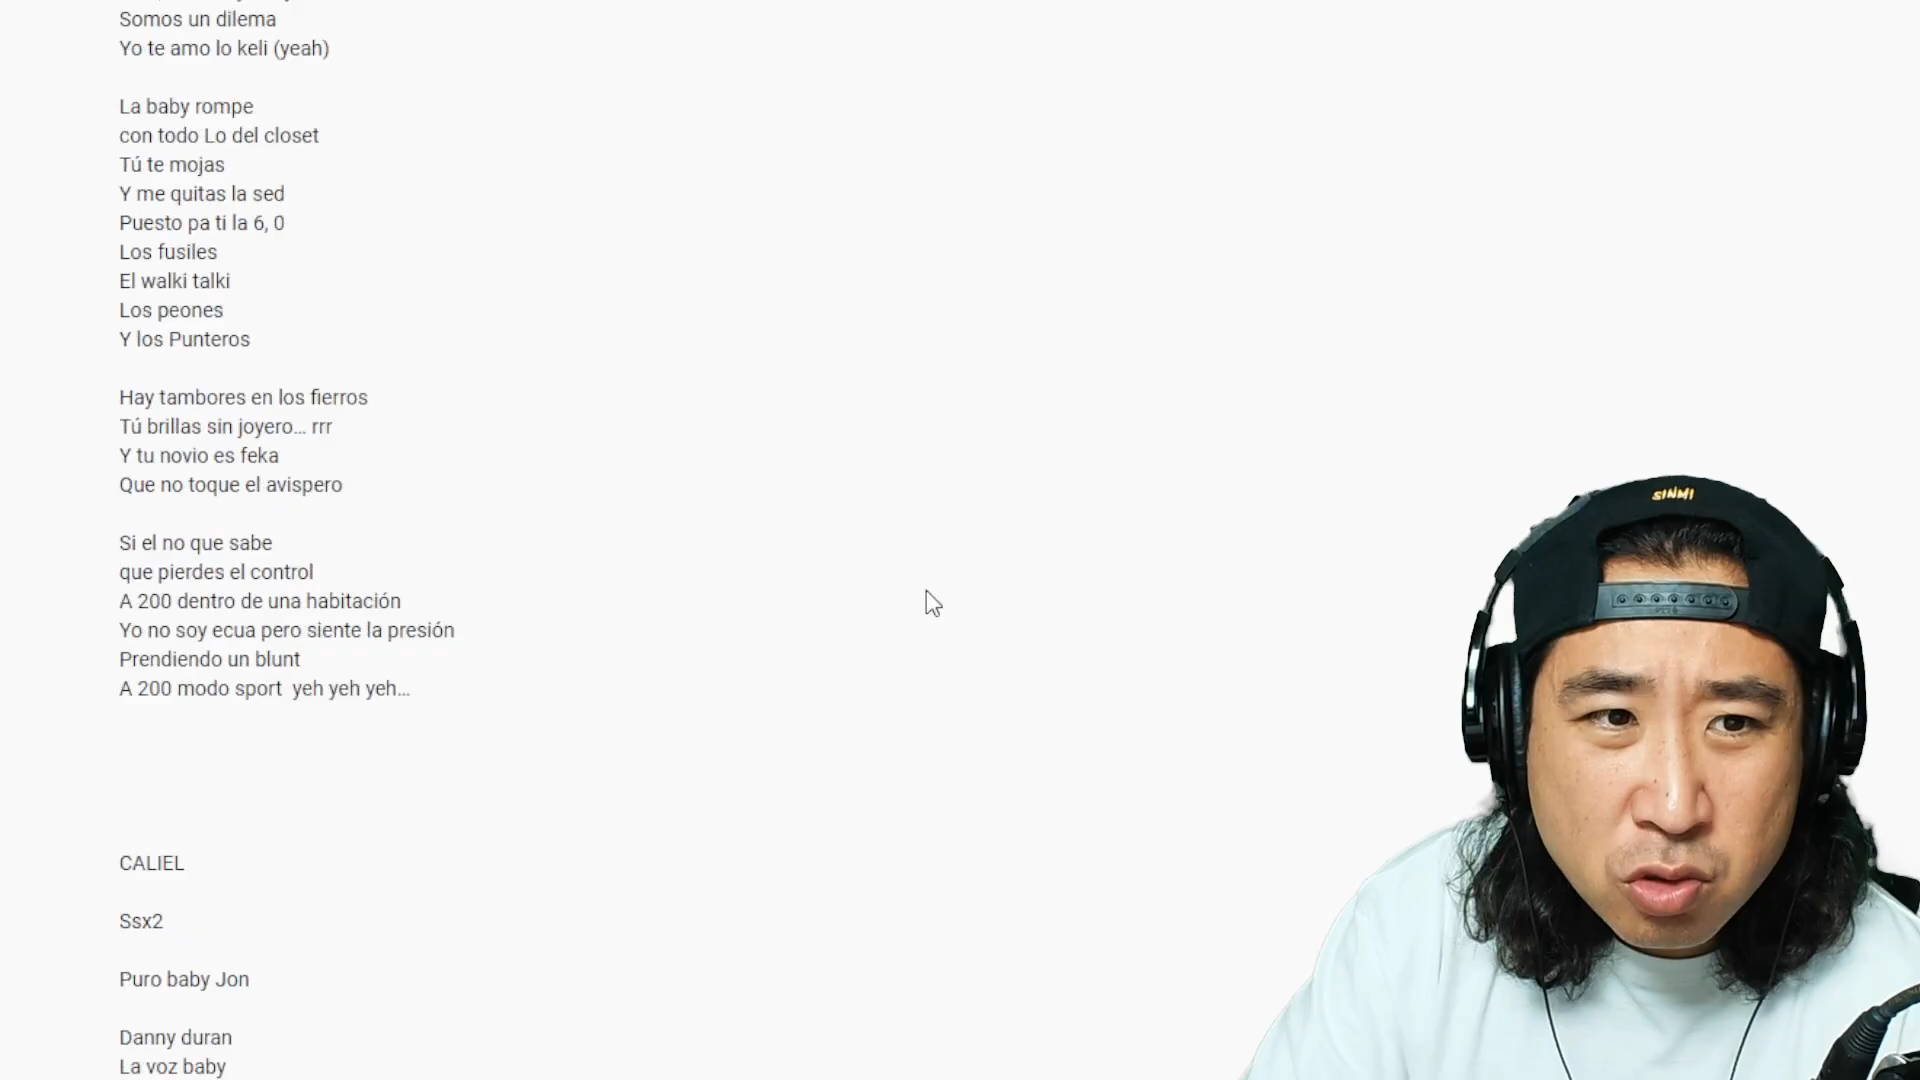 Somos un dilema
Yo te amo lo keli (yeah)
La baby rompe
con todo Lo del closet
Tú te mojas
Y me quitas la sed
Puesto pa ti la 6, 0
Los fusiles
El walki talki
Los peones
Y los Punteros
Hay tambores en los fierros
Tú brillas sin joyero... rrr
Y tu novio es feka
Que no toque el avispero
Si el no que sabe
que pierdes el control
A 200 dentro de una habitación
Yo no soy ecua pero siente la presión
Prendiendo un blunt
A 200 modo sport  yeh yeh yeh...
CALIEL
Ssx2
Puro baby Jon
Danny duran
La voz baby
SINMI